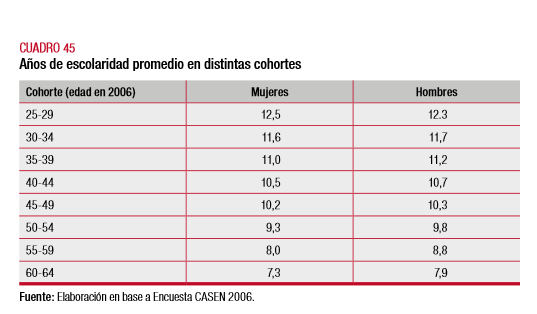 CUADRO 45
Años de escolaridad promedio en distintas cohortes
Cohorte (edad en 2006) Mujeres Hombres
25-29 12,5 12.3
30-34 11,6 11,7
35-39 11,0 11,2
40-44 10,5 10,7
45-49 10,2 10,3
50-54 9,3 9,8
55-59 8,0 8,8
60-64 7,3 7,9
Fuente: Elaboración en base a Encuesta CASEN 2006.